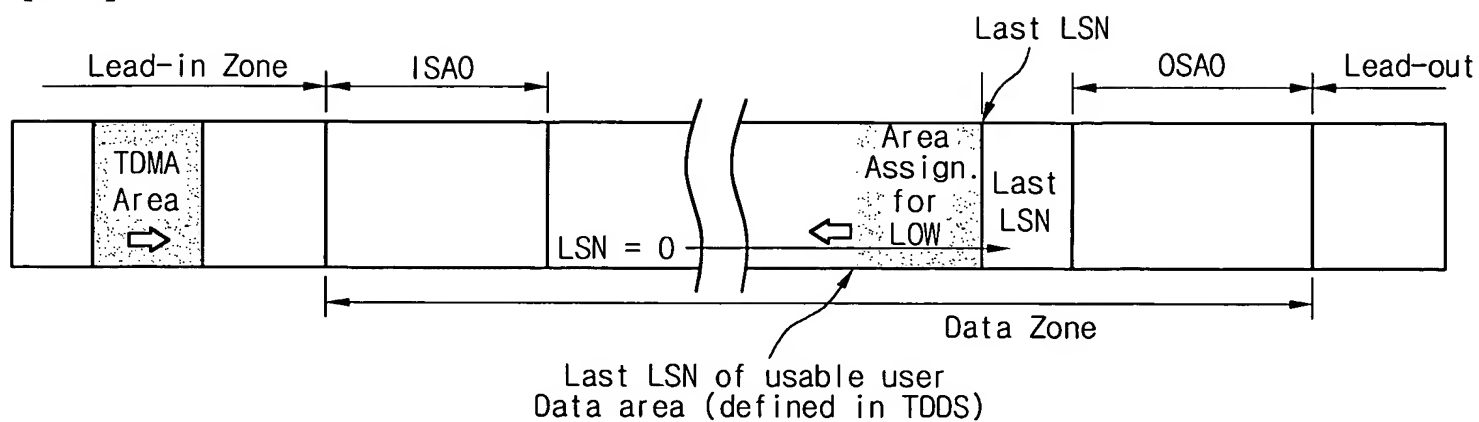 Last LSN
Lead-in Zone
ISA0
OSA0
Lead-out
TDMA
Area
Area
Assign.
for
LOW
Last
LSN
LSN = 0
Data Zone
Last LSN of usable user
Data area (defined in TDDS)